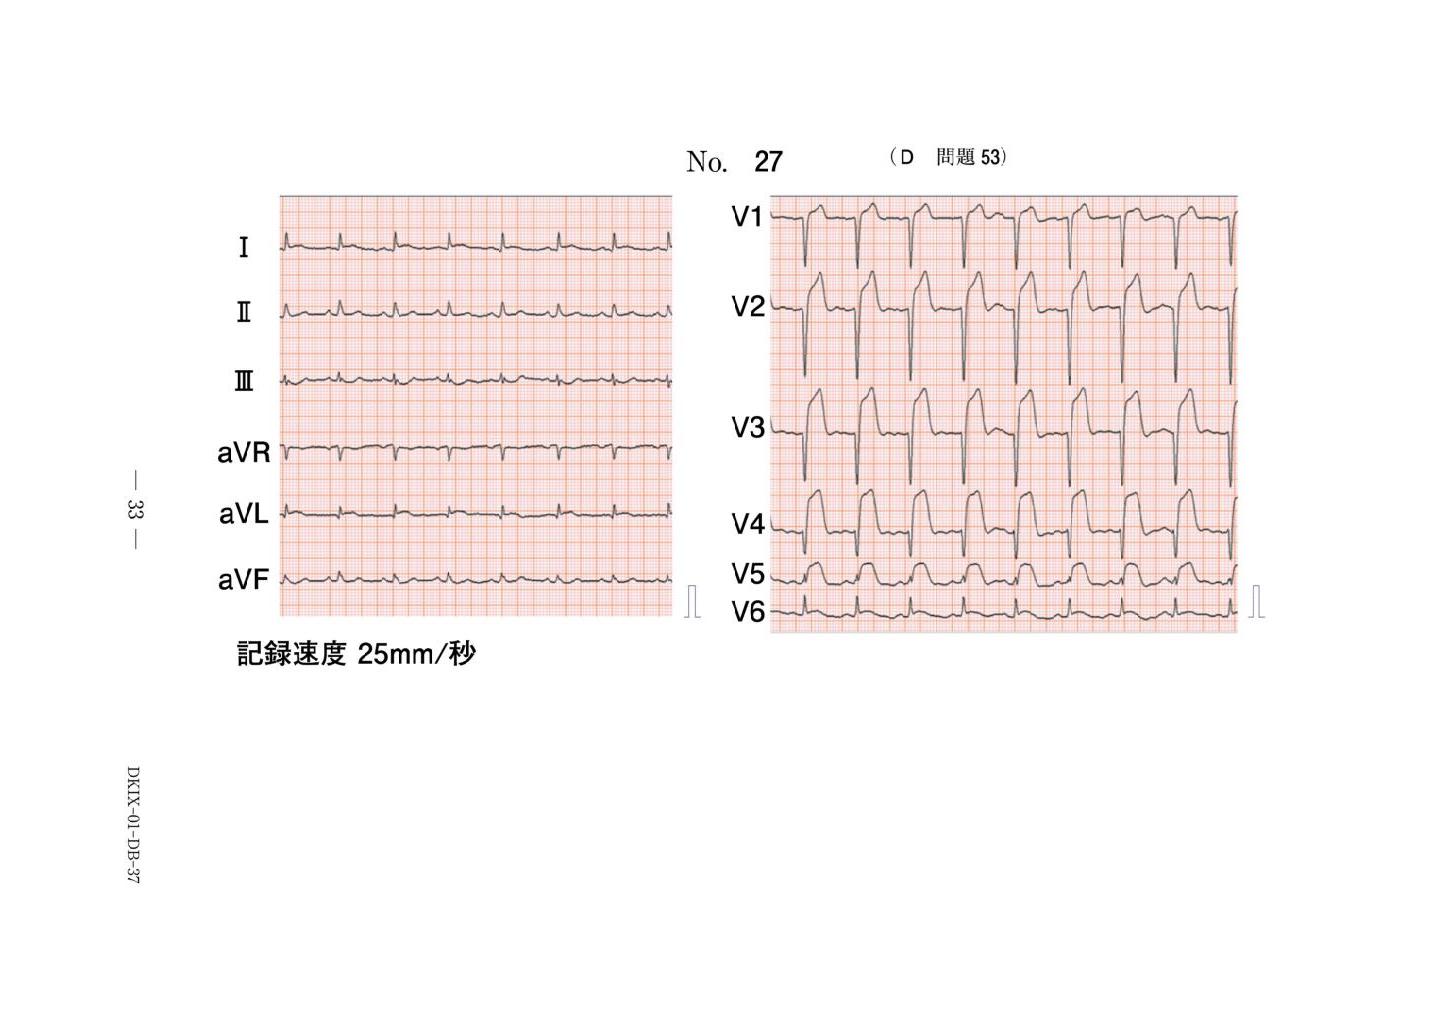 No. 27 (D 問題 53)
I
II
III
aVR
aVL
aVF
V1
V2
V3
V4
V5
V6
記録速度 25mm/秒
— 33 —
DKIX-01-DB-37